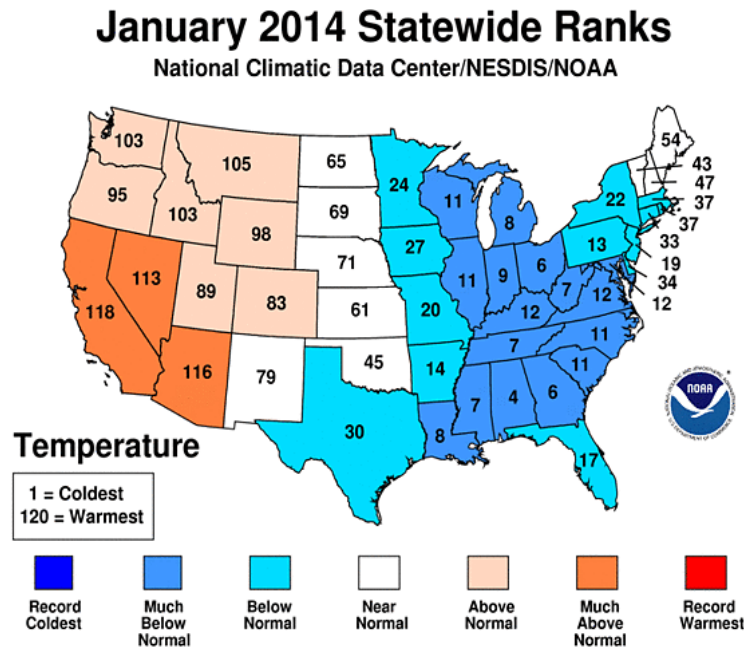 January 2014 Statewide Ranks
National Climatic Data Center/NESDIS/NOAA
103
105
65
24
11
8
54
43
47
37
37
33
19
34
12
95
103
98
69
27
22
13
113
89
83
71
61
20
11
9
6
7
12
12
118
116
79
45
14
7
11
11
30
8
7
4
6
17
NOAA
Temperature
1 = Coldest
120 = Warmest
Record
Coldest
Much
Below
Normal
Below
Normal
Near
Normal
Above
Normal
Much
Above
Normal
Record
Warmest